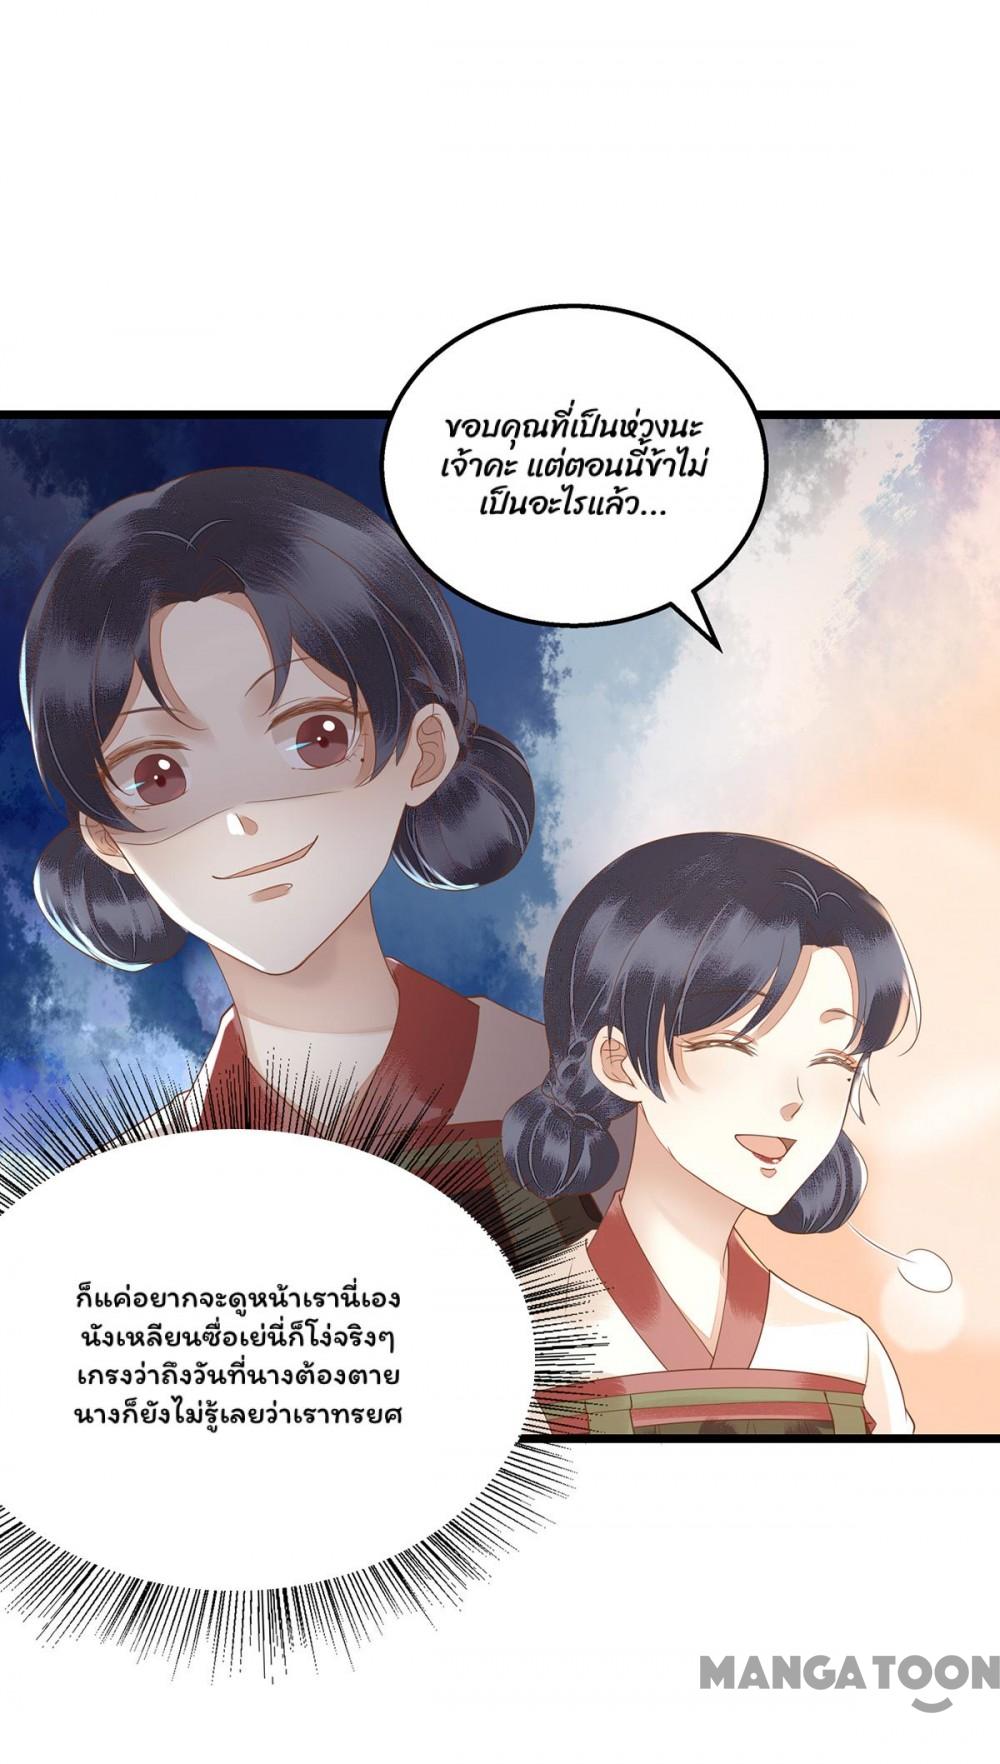 ขอบคุณที่เป็นห่วงนะ
เจ้าคะ แต่ตอนนี้ข้าไม่
เป็นอะไรแล้ว...
ก็แค่อยากจะดูหน้าเรานี่เอง
นังเหลียนซื่อเย่นี่ก็โง่จริงๆ
เกรงว่าถึงวันที่นางต้องตาย
นางก็ยังไม่รู้เลยว่าเราทรยศ
MANGATOON